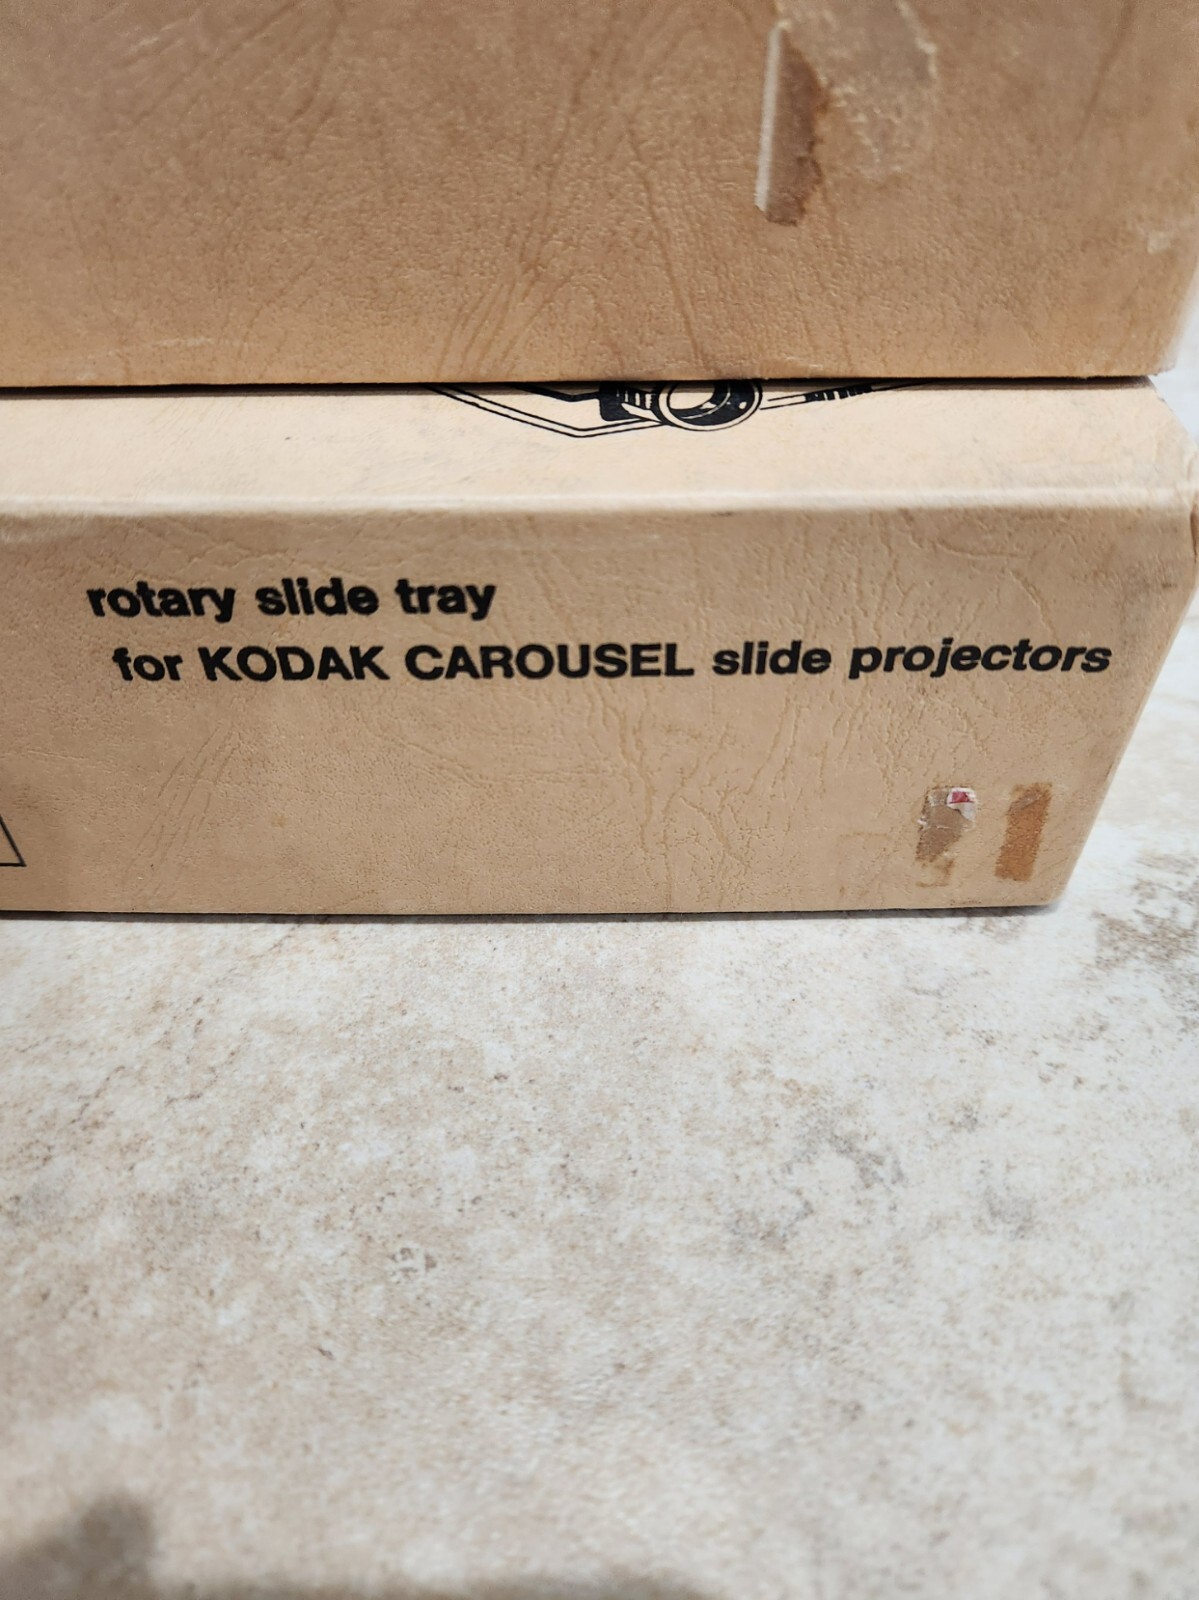 rotary slide tray
for KODAK CAROUSEL slide projectors